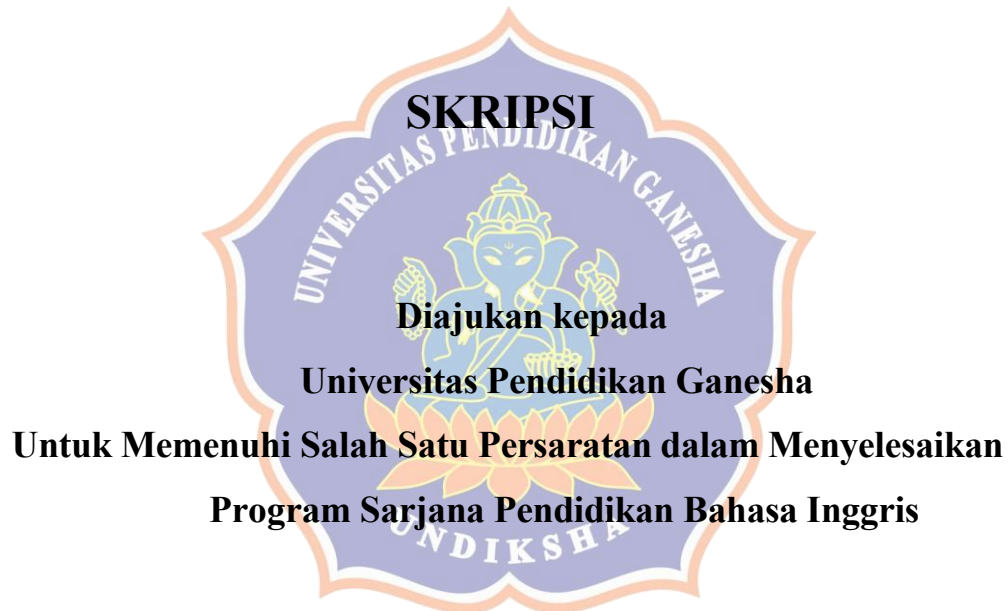 SKRIPSI
UNIVERSITAS PENDIDIKAN GANESHA
Diajukan kepada
Universitas Pendidikan Ganesha
Untuk Memenuhi Salah Satu Persaratan dalam Menyelesaikan
Program Sarjana Pendidikan Bahasa Inggris
UNDIKSHA